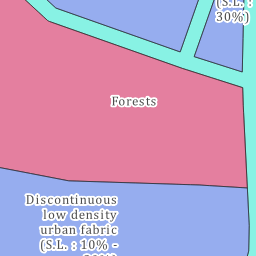 (S.L. :
30%)
Forests
Discontinuous
low density
urban fabric
(S.L. : 10% -